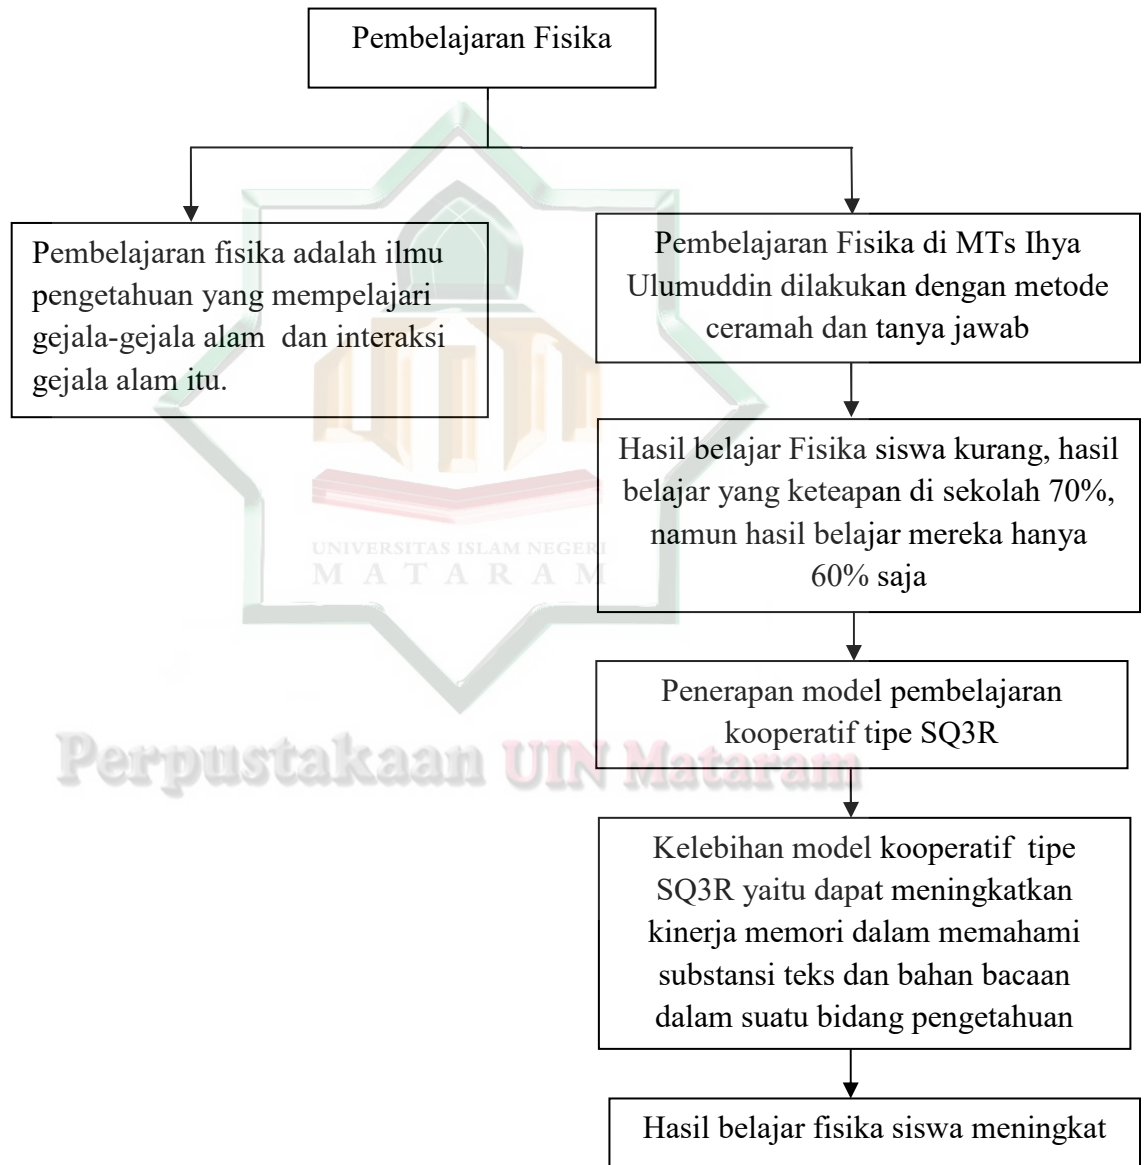 Pembelajaran Fisika
Pembelajaran fisika adalah ilmu
pengetahuan yang mempelajari
gejala-gejala alam dan interaksi
gejala alam itu.
Pembelajaran Fisika di MTs Ihya
Ulumuddin dilakukan dengan metode
ceramah dan tanya jawab
Hasil belajar Fisika siswa kurang, hasil
belajar yang keteapan di sekolah 70%,
namun hasil belajar mereka hanya
60% saja
UNIVERSITAS ISLAM NEGERI
MATARAM
Penerapan model pembelajaran
kooperatif tipe SQ3R
Perpustakaan UIN Mataram
Kelebihan model kooperatif tipe
SQ3R yaitu dapat meningkatkan
kinerja memori dalam memahami
substansi teks dan bahan bacaan
dalam suatu bidang pengetahuan
Hasil belajar fisika siswa meningkat